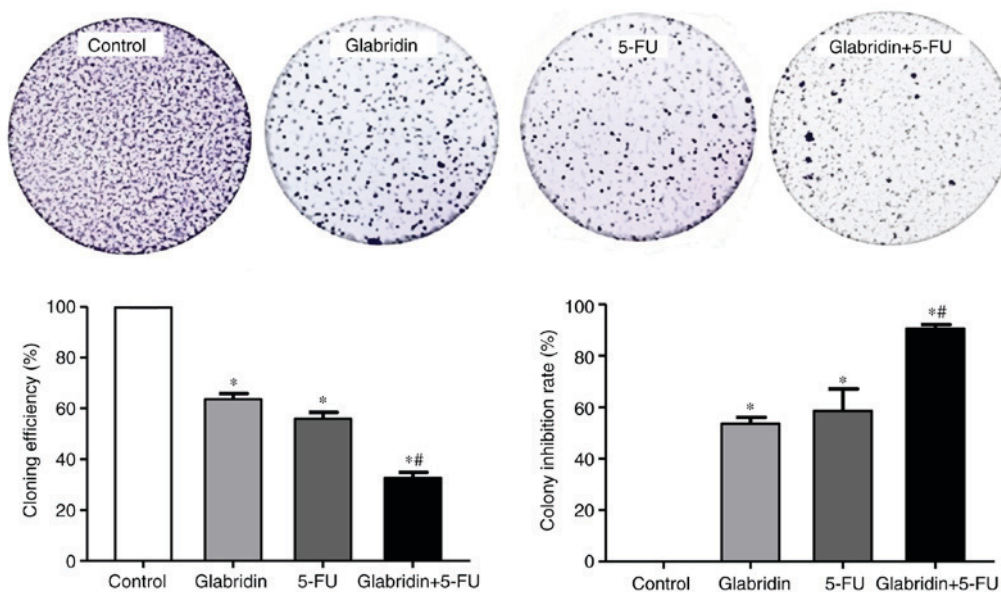 Control
Glabridin
5-FU
Glabridin+5-FU
Cloning efficiency (%)
100
80
60
40
20
0
*
*
*#
Control
Glabridin
5-FU
Glabridin+5-FU
Colony inhibition rate (%)
100
80
60
40
20
0
*
*
*#
Control
Glabridin
5-FU
Glabridin+5-FU